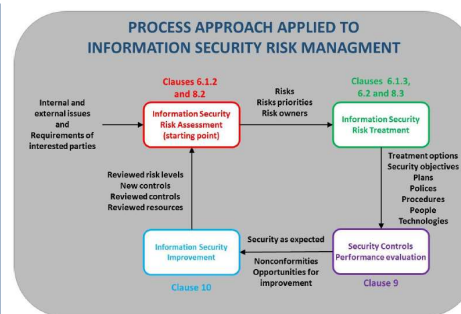 PROCESS APPROACH APPLIED TO
INFORMATION SECURITY RISK MANAGMENT
Clauses 6.1.2
and 8.2
Clauses 6.1.3,
6.2 and 8.3
Internal and
external issues
and
Requirements of
interested parties
Information Security
Risk Assessment
(starting point)
Risks
Risks priorities
Risk owners
Information Security
Risk Treatment
Treatment options
Security objectives
Plans
Polices
Procedures
People
Technologies
Reviewed risk levels
New controls
Reviewed controls
Reviewed resources
Information Security
Improvement
Security as expected
Nonconformities
Opportunities for
improvement
Security Controls
Performance evaluation
Clause 10
Clause 9